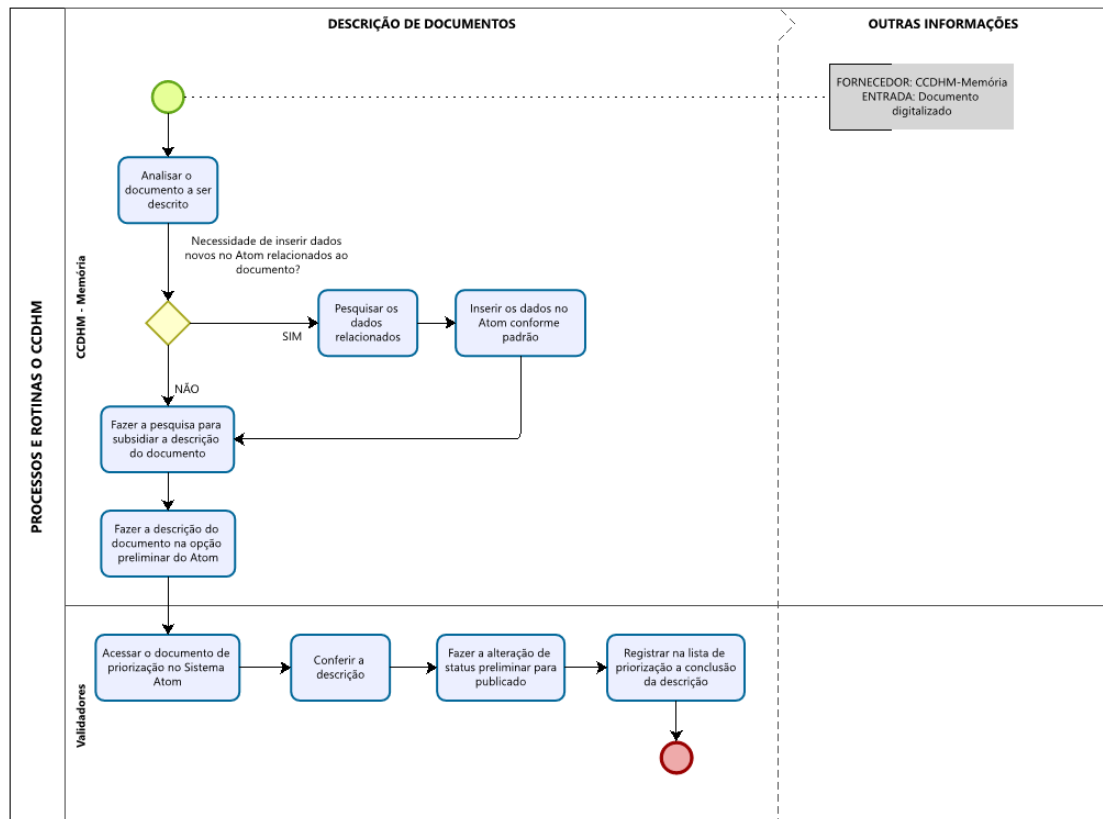 DESCRIÇÃO DE DOCUMENTOS
OUTRAS INFORMAÇÕES
PROCESSOS E ROTINAS O CCDHM
CCDHM - Memória
FORNECEDOR: CCDHM-Memória
ENTRADA: Documento
digitalizado
Analisar o
documento a ser
descrito
Necessidade de inserir dados
novos no Atom relacionados ao
documento?
SIM
Pesquisar os
dados
relacionados
Inserir os dados no
Atom conforme
padrão
NÃO
Fazer a pesquisa para
subsidiar a descrição
do documento
Fazer a descrição do
documento na opção
preliminar do Atom
Validadores
Acessar o documento de
priorização no Sistema
Atom
Conferir a
descrição
Fazer a alteração de
status preliminar para
publicado
Registrar na lista de
priorização a conclusão
da descrição